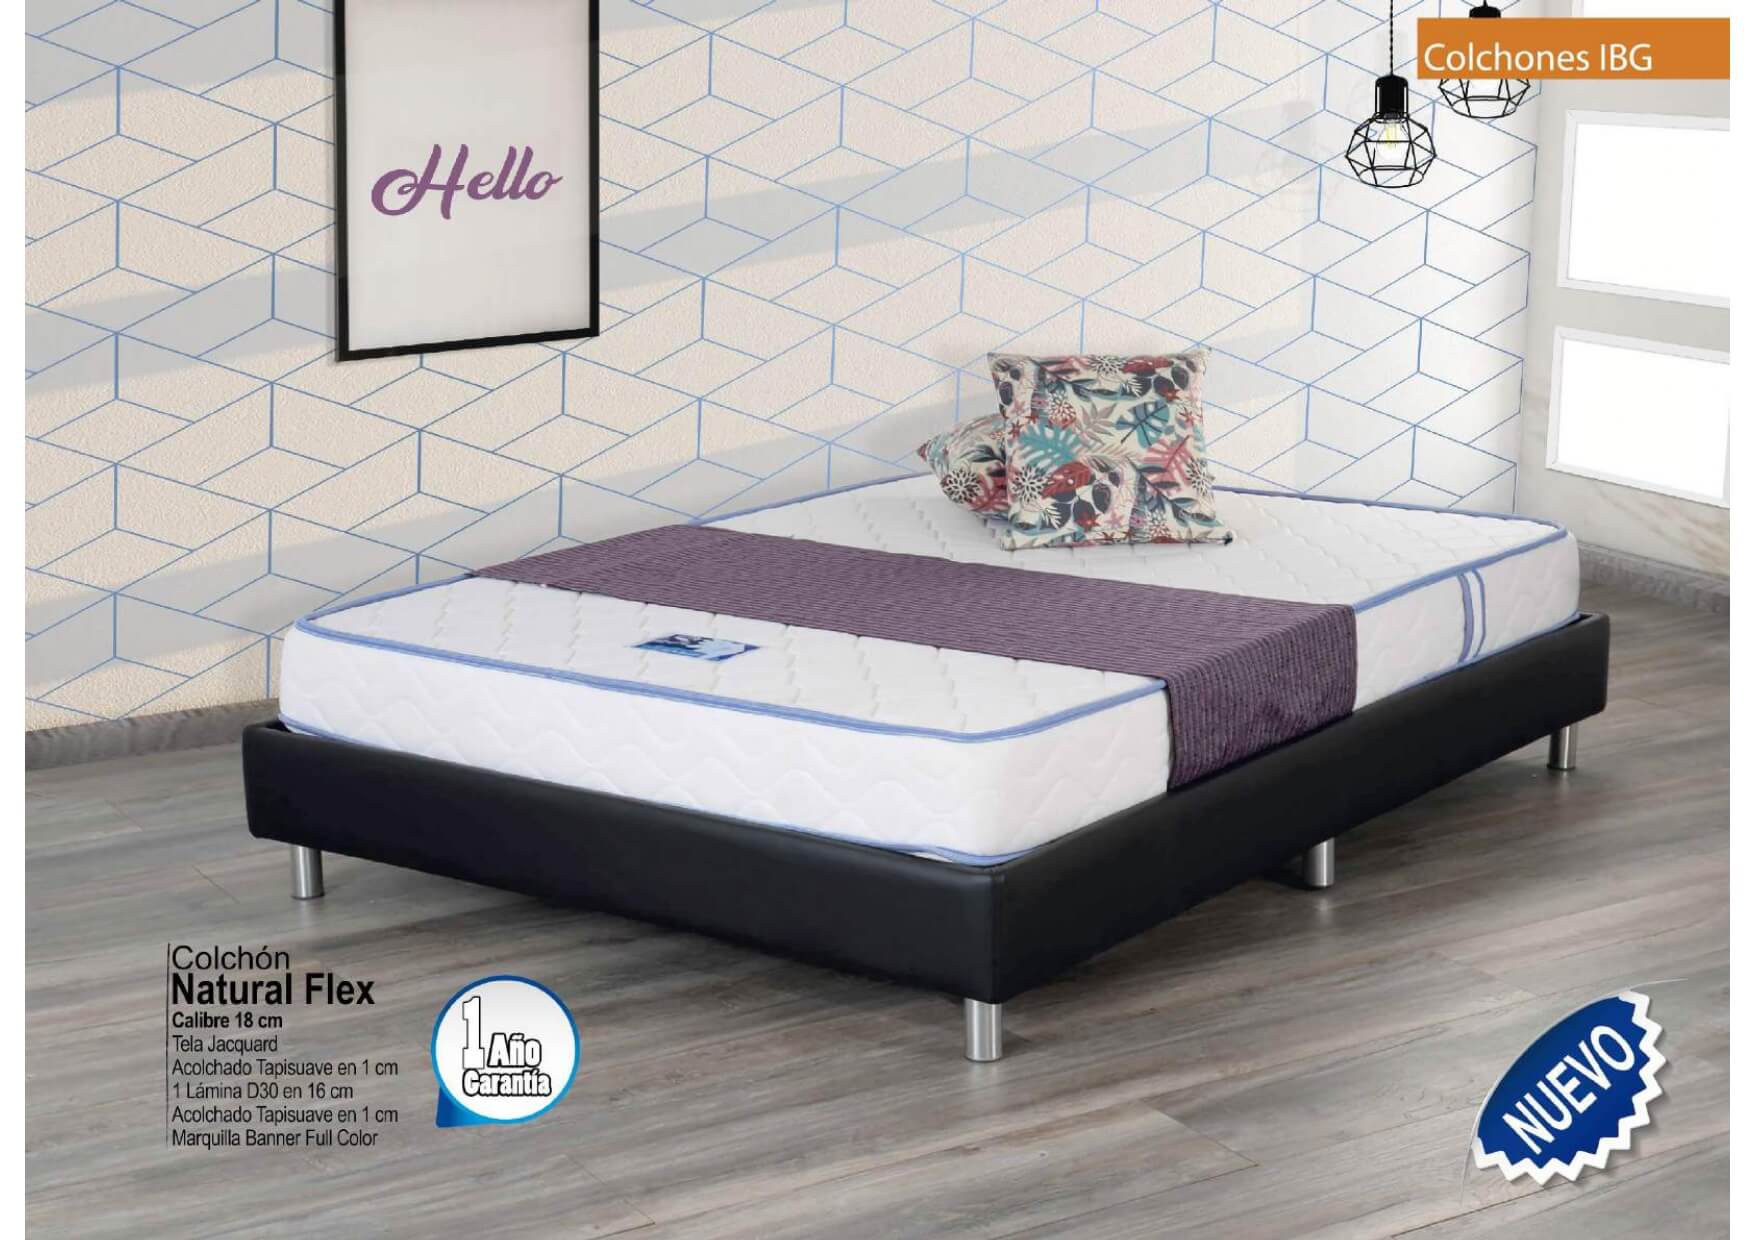 Colchones IBG
Hello
Colchón
Natural Flex
Calibre 18 cm
Tela Jacquard
Acolchado Tapisuave en 1 cm
1 Lámina D30 en 16 cm
Acolchado Tapisuave en 1 cm
Marquilla Banner Full Color
1 Año
Garantía
NUEVO